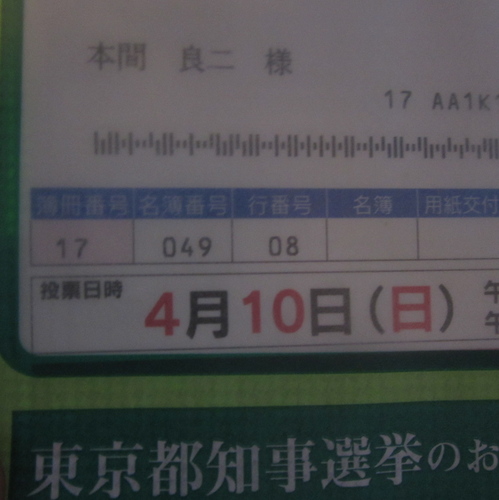 本間 良二 様
17 AA1K
簿冊番号 名簿番号 行番号 名簿 用紙交付
17 049 08
投票日時 4月10日(日) 午
午
東京都知事選挙のお